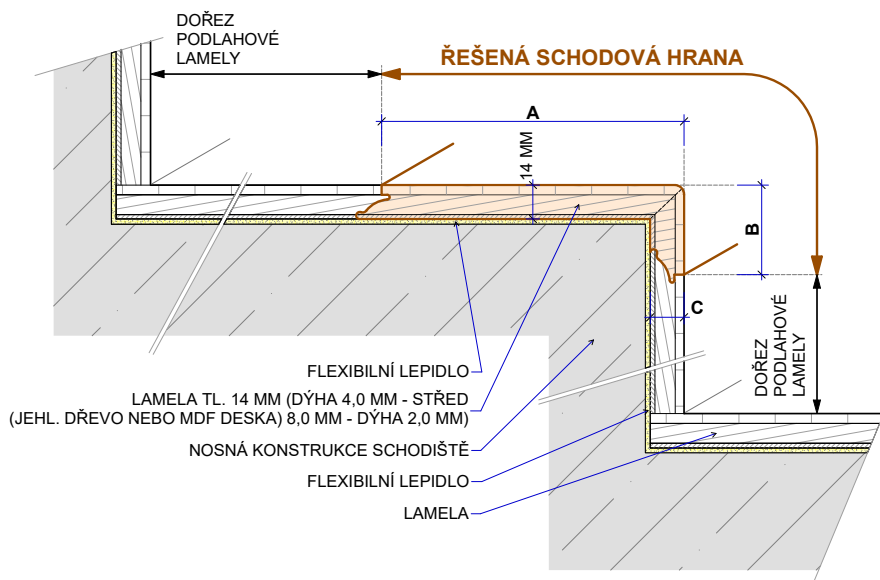 DOŘEZ
PODLAHOVÉ
LAMELY
ŘEŠENÁ SCHODOVÁ HRANA
A
14 MM
B
C
DOŘEZ
PODLAHOVÉ
LAMELY
FLEXIBILNÍ LEPIDLO
LAMELA TL. 14 MM (DÝHA 4,0 MM - STŘED
(JEHL. DŘEVO NEBO MDF DESKA) 8,0 MM - DÝHA 2,0 MM)
NOSNÁ KONSTRUKCE SCHODIŠTĚ
FLEXIBILNÍ LEPIDLO
LAMELA